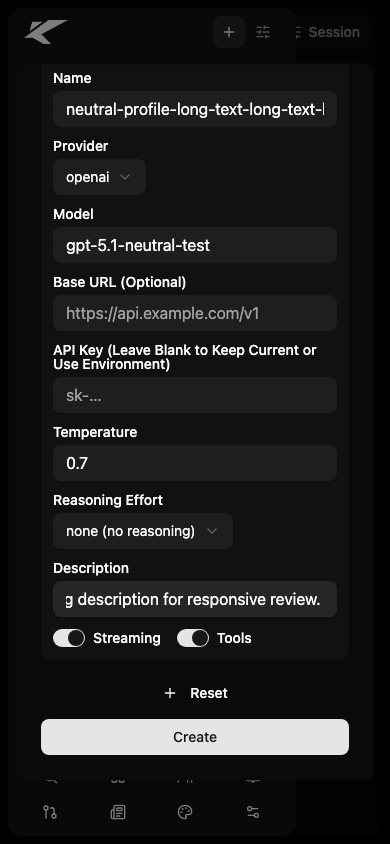 Session
Name
neutral-profile-long-text-long-text-
Provider
openai
Model
gpt-5.1-neutral-test
Base URL (Optional)
https://api.example.com/v1
API Key (Leave Blank to Keep Current or
Use Environment)
sk-...
Temperature
0.7
Reasoning Effort
none (no reasoning)
Description
g description for responsive review.
Streaming
Tools
Reset
Create